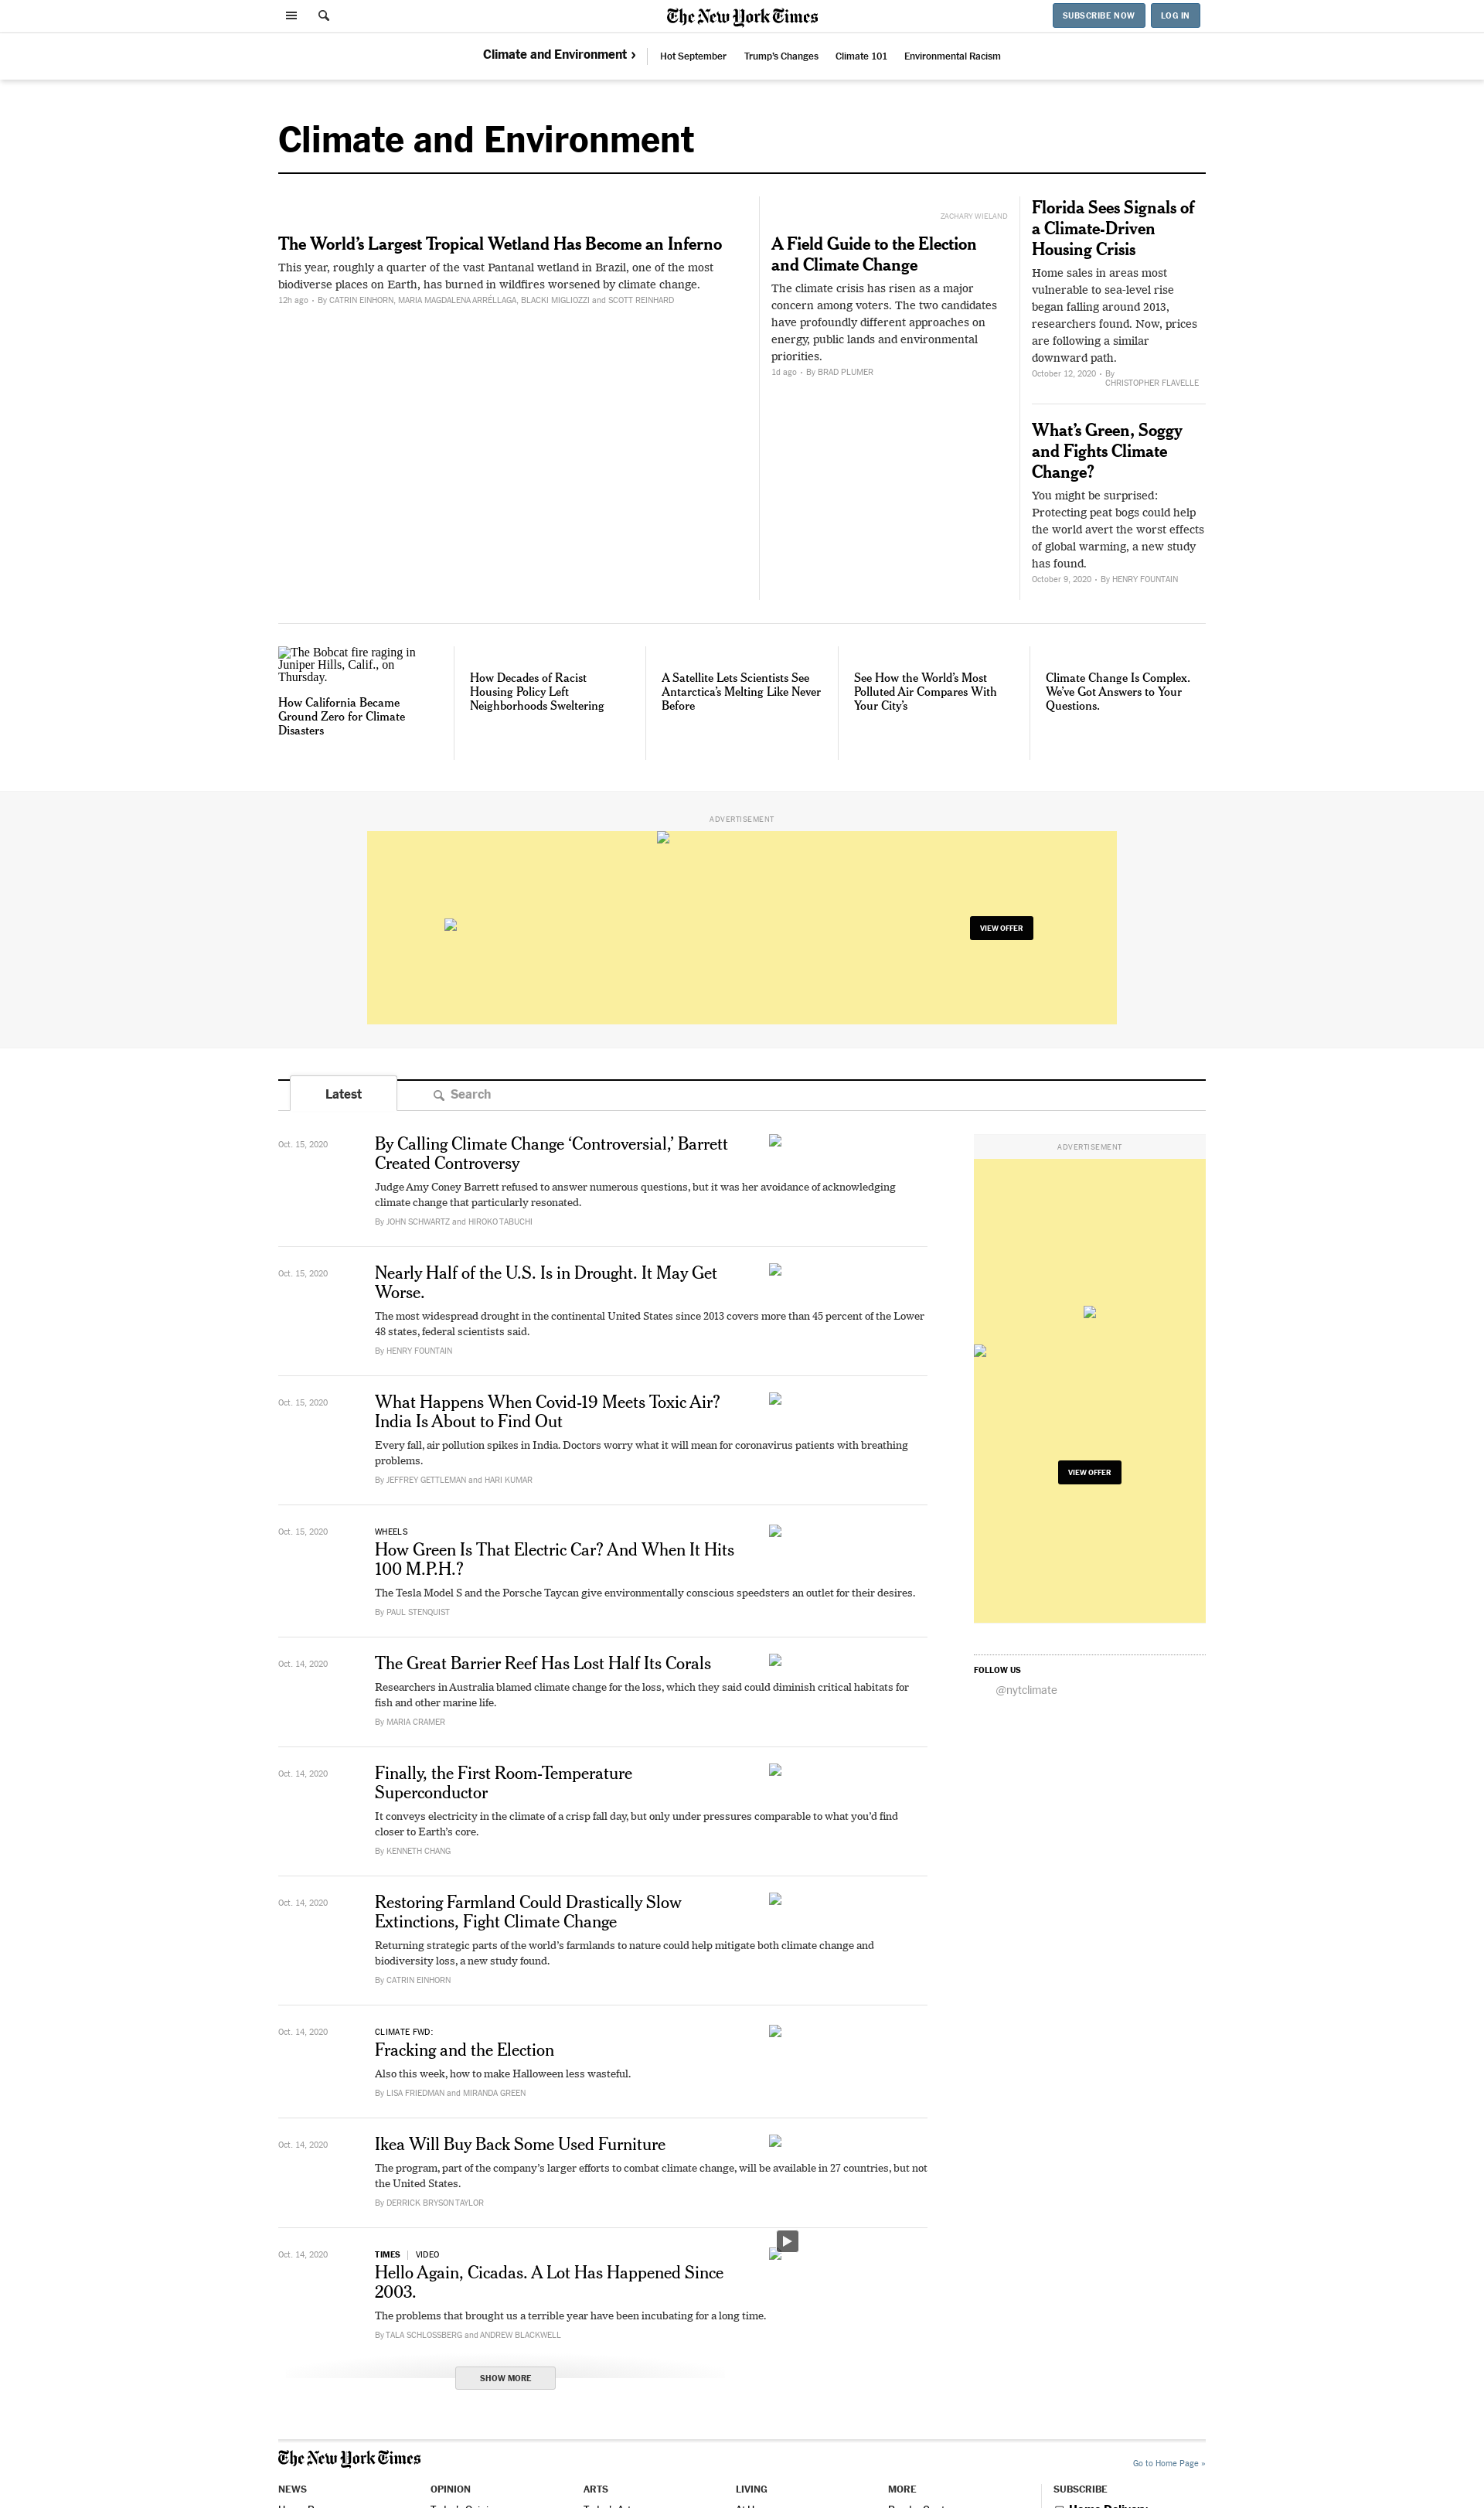 The New York Times
SUBSCRIBE NOW
LOG IN
Climate and Environment ›
Hot September
Trump's Changes
Climate 101
Environmental Racism
Climate and Environment
The World's Largest Tropical Wetland Has Become an Inferno
This year, roughly a quarter of the vast Pantanal wetland in Brazil, one of the most
biodiverse places on Earth, has burned in wildfires worsened by climate change.
12h ago • By CATRIN EINHORN, MARIA MAGDALENA ARRÉLLAGA, BLACKI MIGLIOZZI and SCOTT REINHARD
ZACHARY WIELAND
A Field Guide to the Election
and Climate Change
The climate crisis has risen as a major
concern among voters. The two candidates
have profoundly different approaches on
energy, public lands and environmental
priorities.
1d ago • By BRAD PLUMER
Florida Sees Signals of
a Climate-Driven
Housing Crisis
Home sales in areas most
vulnerable to sea-level rise
began falling around 2013,
researchers found. Now, prices
are following a similar
downward path.
October 12, 2020 • By
CHRISTOPHER FLAVELLE
What's Green, Soggy
and Fights Climate
Change?
You might be surprised:
Protecting peat bogs could help
the world avert the worst effects
of global warming, a new study
has found.
October 9, 2020 • By HENRY FOUNTAIN
The Bobcat fire raging in
Juniper Hills, Calif., on
Thursday.
How California Became
Ground Zero for Climate
Disasters
How Decades of Racist
Housing Policy Left
Neighborhoods Sweltering
A Satellite Lets Scientists See
Antarctica's Melting Like Never
Before
See How the World's Most
Polluted Air Compares With
Your City's
Climate Change Is Complex.
We've Got Answers to Your
Questions.
ADVERTISEMENT
VIEW OFFER
Latest
Search
Oct. 15, 2020
By Calling Climate Change ‘Controversial,’ Barrett
Created Controversy
Judge Amy Coney Barrett refused to answer numerous questions, but it was her avoidance of acknowledging
climate change that particularly resonated.
By JOHN SCHWARTZ and HIROKO TABUCHI
ADVERTISEMENT
VIEW OFFER
FOLLOW US
@nytclimate
Oct. 15, 2020
Nearly Half of the U.S. Is in Drought. It May Get
Worse.
The most widespread drought in the continental United States since 2013 covers more than 45 percent of the Lower
48 states, federal scientists said.
By HENRY FOUNTAIN
Oct. 15, 2020
What Happens When Covid-19 Meets Toxic Air?
India Is About to Find Out
Every fall, air pollution spikes in India. Doctors worry what it will mean for coronavirus patients with breathing
problems.
By JEFFREY GETTLEMAN and HARI KUMAR
Oct. 15, 2020
WHEELS
How Green Is That Electric Car? And When It Hits
100 M.P.H.?
The Tesla Model S and the Porsche Taycan give environmentally conscious speedsters an outlet for their desires.
By PAUL STENQUIST
Oct. 14, 2020
The Great Barrier Reef Has Lost Half Its Corals
Researchers in Australia blamed climate change for the loss, which they said could diminish critical habitats for
fish and other marine life.
By MARIA CRAMER
Oct. 14, 2020
Finally, the First Room-Temperature
Superconductor
It conveys electricity in the climate of a crisp fall day, but only under pressures comparable to what you'd find
closer to Earth's core.
By KENNETH CHANG
Oct. 14, 2020
Restoring Farmland Could Drastically Slow
Extinctions, Fight Climate Change
Returning strategic parts of the world's farmlands to nature could help mitigate both climate change and
biodiversity loss, a new study found.
By CATRIN EINHORN
Oct. 14, 2020
CLIMATE FWD:
Fracking and the Election
Also this week, how to make Halloween less wasteful.
By LISA FRIEDMAN and MIRANDA GREEN
Oct. 14, 2020
Ikea Will Buy Back Some Used Furniture
The program, part of the company's larger efforts to combat climate change, will be available in 27 countries, but not
the United States.
By DERRICK BRYSON TAYLOR
Oct. 14, 2020
TIMES | VIDEO
Hello Again, Cicadas. A Lot Has Happened Since
2003.
The problems that brought us a terrible year have been incubating for a long time.
By TALA SCHLOSSBERG and ANDREW BLACKWELL
SHOW MORE
The New York Times
Go to Home Page »
NEWS
OPINION
ARTS
LIVING
MORE
SUBSCRIBE